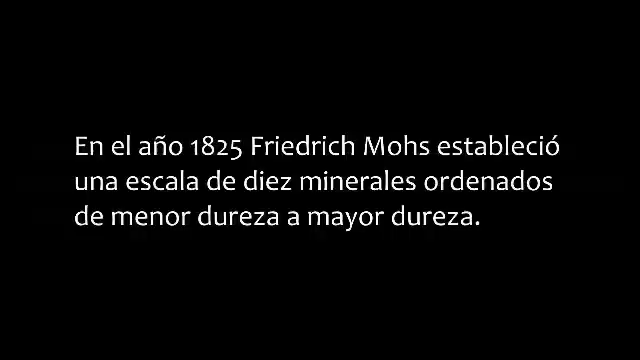 En el año 1825 Friedrich Mohs estableció
una escala de diez minerales ordenados
de menor dureza a mayor dureza.